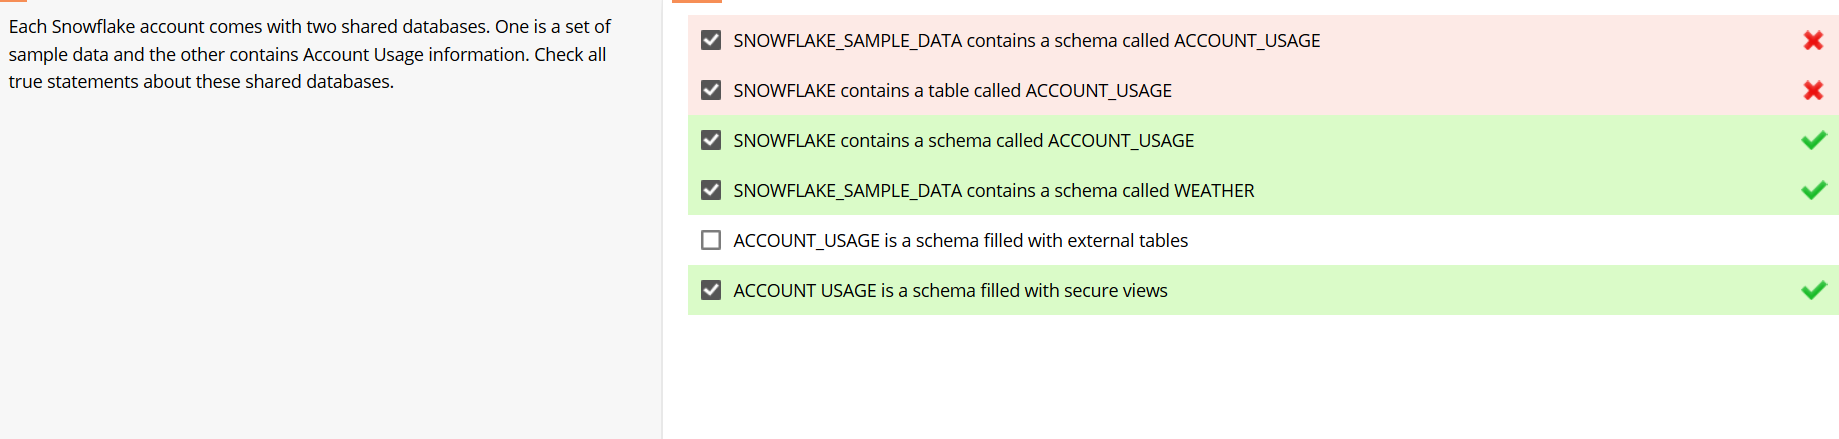 Each Snowflake account comes with two shared databases. One is a set of
sample data and the other contains Account Usage information. Check all
true statements about these shared databases.
SNOWFLAKE_SAMPLE_DATA contains a schema called ACCOUNT_USAGE
SNOWFLAKE contains a table called ACCOUNT_USAGE
SNOWFLAKE contains a schema called ACCOUNT_USAGE
SNOWFLAKE_SAMPLE_DATA contains a schema called WEATHER
ACCOUNT_USAGE is a schema filled with external tables
ACCOUNT USAGE is a schema filled with secure views